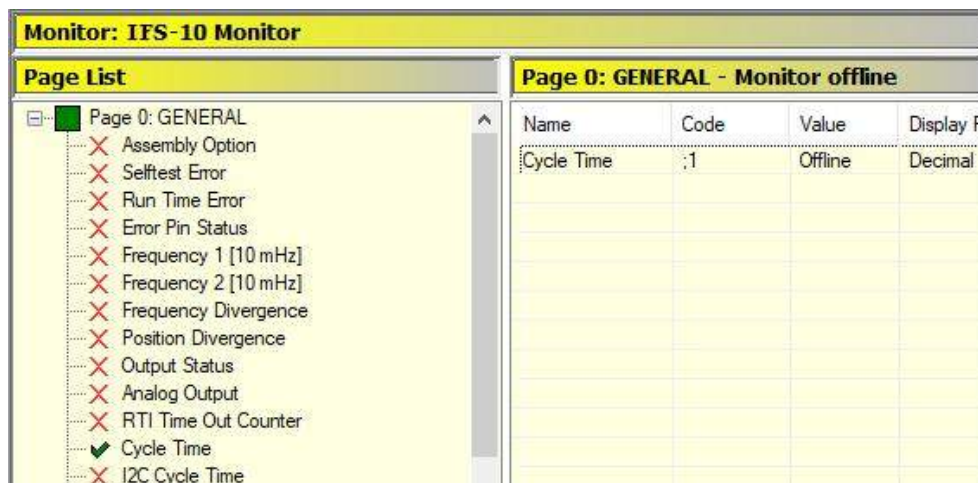 Monitor: IFS-10 Monitor
Page List
Page 0: GENERAL
Assembly Option
Selftest Error
Run Time Error
Error Pin Status
Frequency 1 [10 mHz]
Frequency 2 [10 mHz]
Frequency Divergence
Position Divergence
Output Status
Analog Output
RTI Time Out Counter
Cycle Time
I2C Cycle Time
Page 0: GENERAL - Monitor offline
Name Code Value Display F
Cycle Time ;1 Offline Decimal